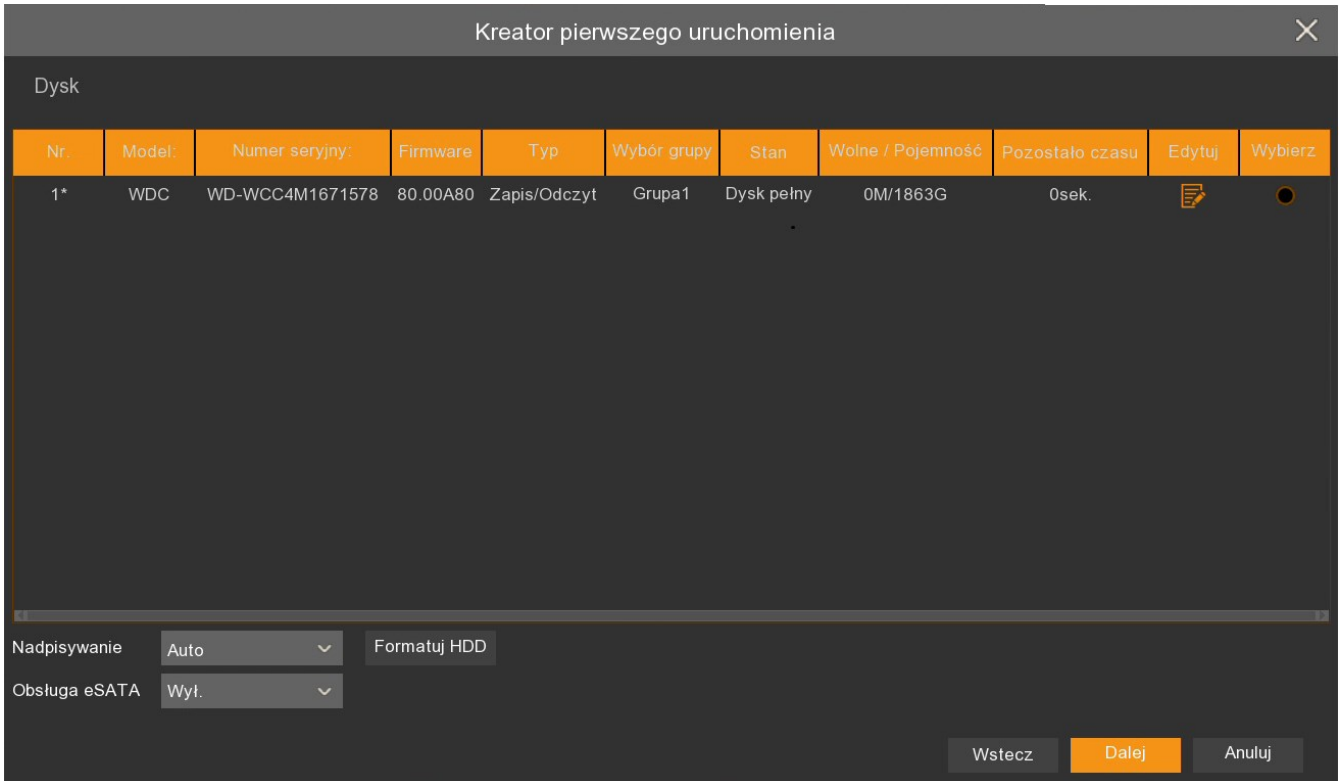 Kreator pierwszego uruchomienia
Dysk
Nr. Model: Numer seryjny: Firmware Typ Wybór grupy Stan Wolne / Pojemność Pozostało czasu Edytuj Wybierz
1* WDC WD-WCC4M1671578 80.00A80 Zapis/Odczyt Grupa1 Dysk pełny 0M/1863G 0sek.
Nadpisywanie Auto Formatuj HDD
Obsługa eSATA Wył.
Wstecz Dalej Anuluj